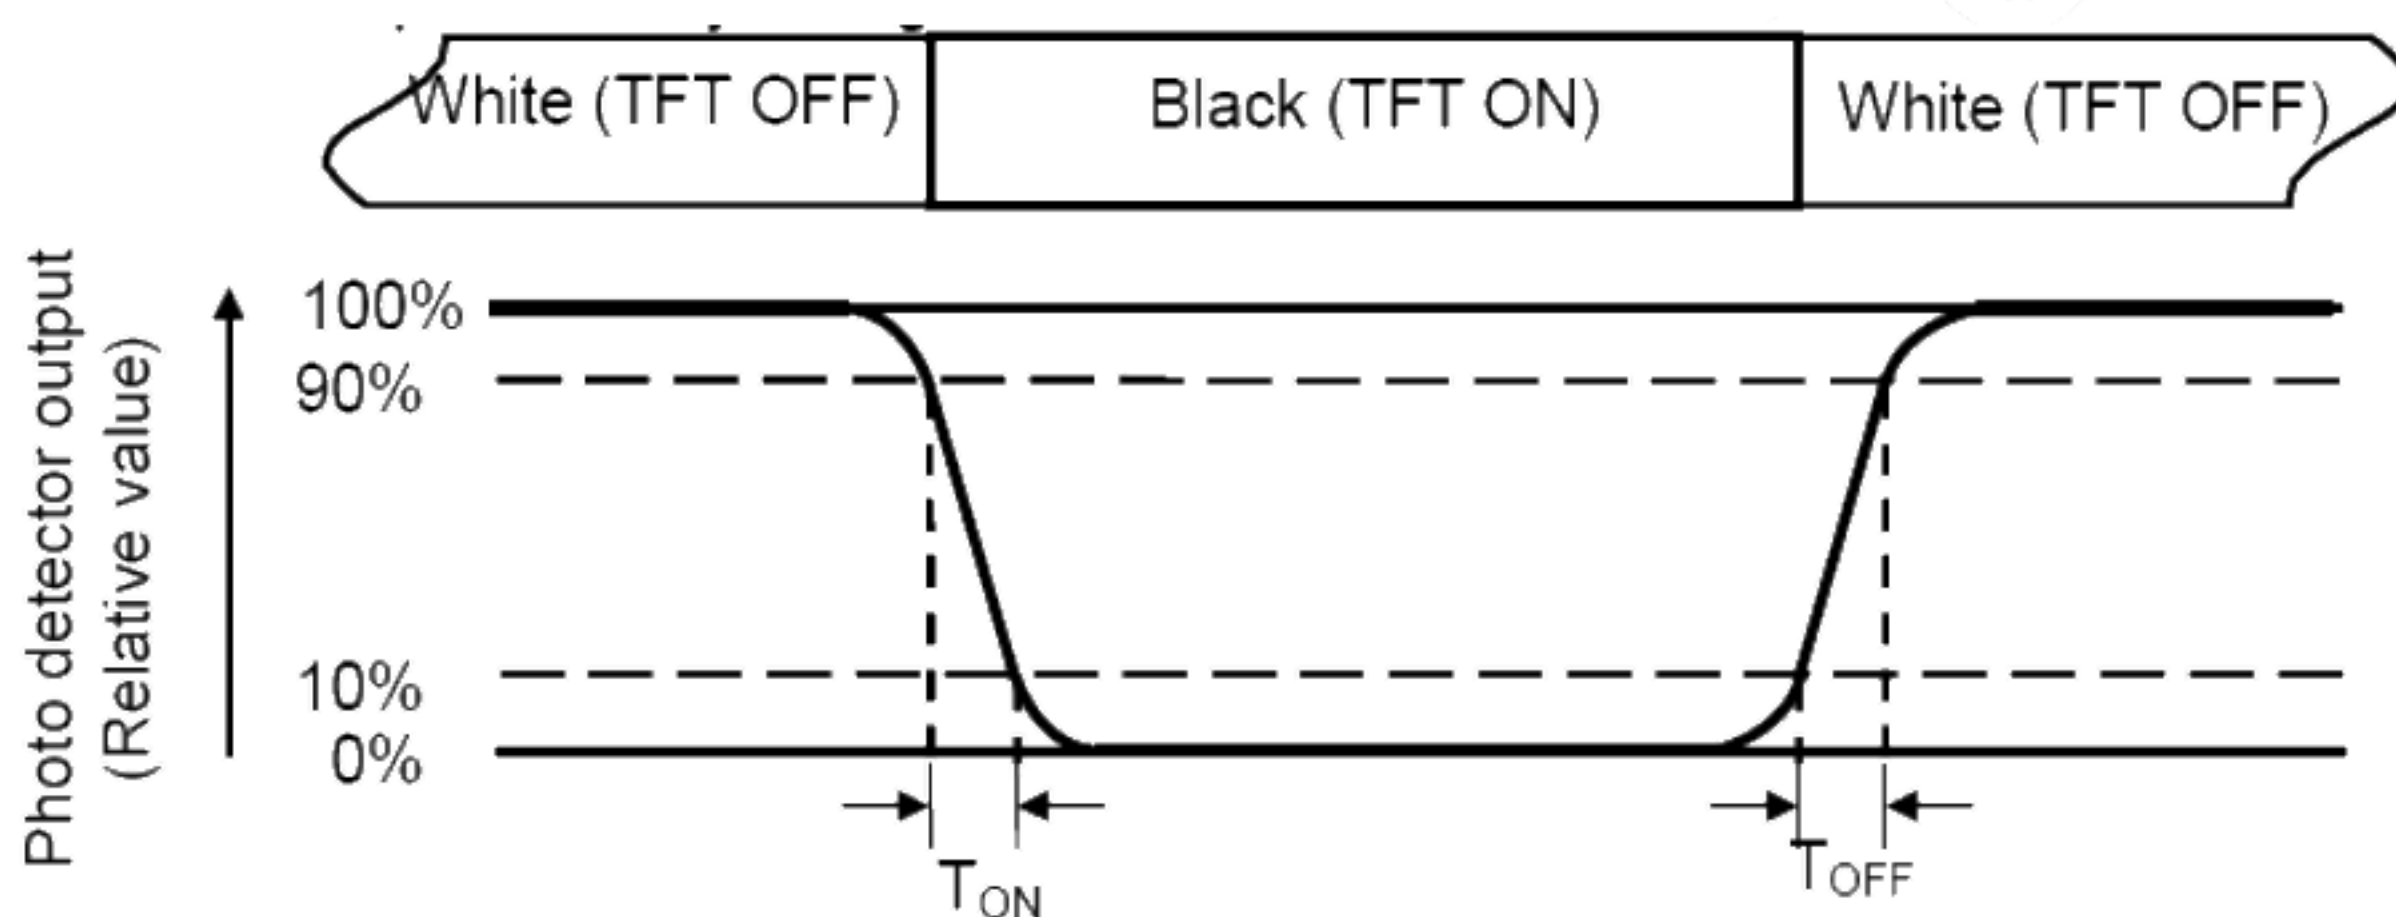 White (TFT OFF)
Black (TFT ON)
White (TFT OFF)
Photo detector output
(Relative value)
100%
90%
10%
0%
TON
TOFF